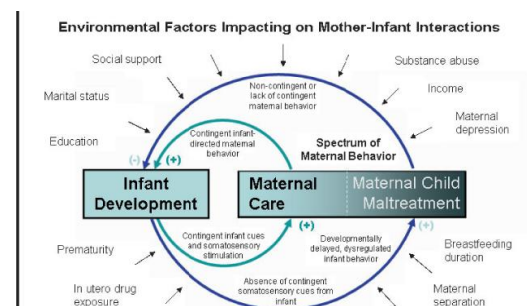 Environmental Factors Impacting on Mother-Infant Interactions
Social support
Substance abuse
Marital status
Non-contingent or
lack of contingent
maternal behavior
Income
Maternal
depression
Education
Contingent infant-
directed maternal
behavior
Spectrum of
Maternal Behavior
(-) (+)
Infant
Development
Maternal
Care
Maternal Child
Maltreatment
(+)
(+)
Contingent infant cues
and somatosensory
stimulation
Developmentally
delayed, dysregulated
infant behavior
Prematurity
Breastfeeding
duration
In utero drug
exposure
Absence of contingent
somatosensory cues from
infant
Maternal
separation